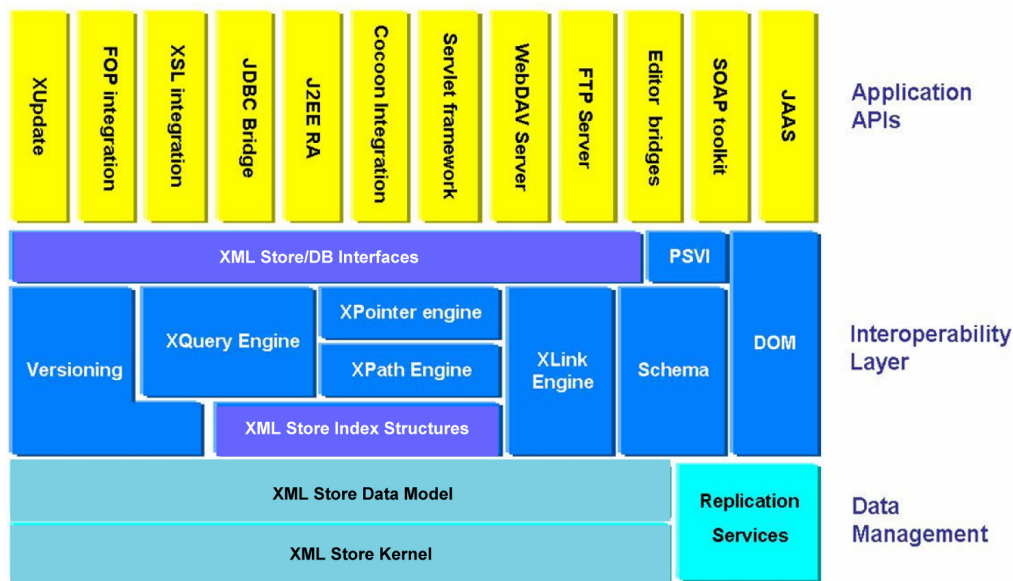 XUpdate
FOP integration
XSL integration
JDBC Bridge
J2EE RA
Cocoon Integration
Servlet framework
WebDAV Server
FTP Server
Editor bridges
SOAP toolkit
JAAS
Application
APIs
XML Store/DB Interfaces
PSVI
Versioning
XQuery Engine
XPointer engine
XPath Engine
XML Store Index Structures
XLink
Engine
Schema
DOM
Interoperability
Layer
XML Store Data Model
XML Store Kernel
Replication
Services
Data
Management